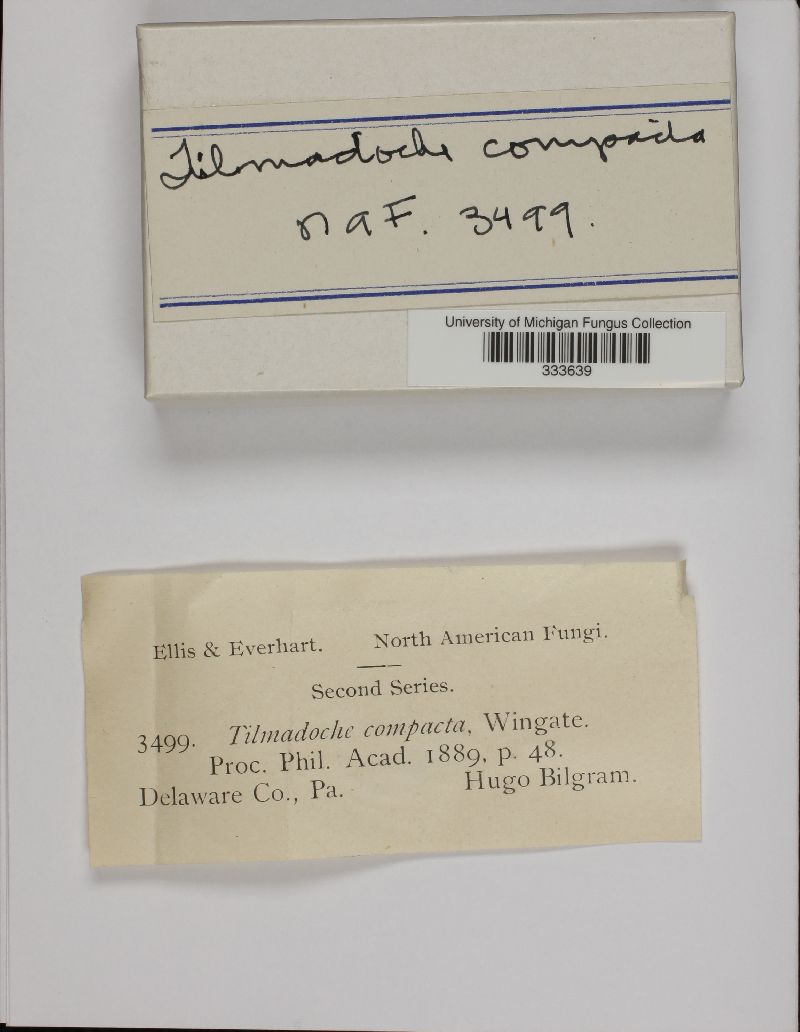 Tilmadoche compacta
n a F. 3499.
University of Michigan Fungus Collection
333639
Ellis & Everhart. North American Fungi.
Second Series.
3499. Tilmadoche compacta, Wingate.
Proc. Phil. Acad. 1889, p. 48.
Delaware Co., Pa. Hugo Bilgram.